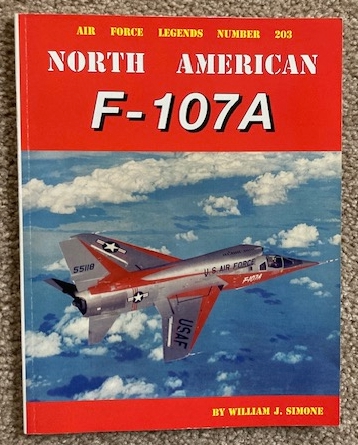 AIR FORCE LEGENDS NUMBER 203
NORTH AMERICAN
F-107A
55118
U.S. AIR FORCE
F-107A
USAF
BY WILLIAM J. SIMONE